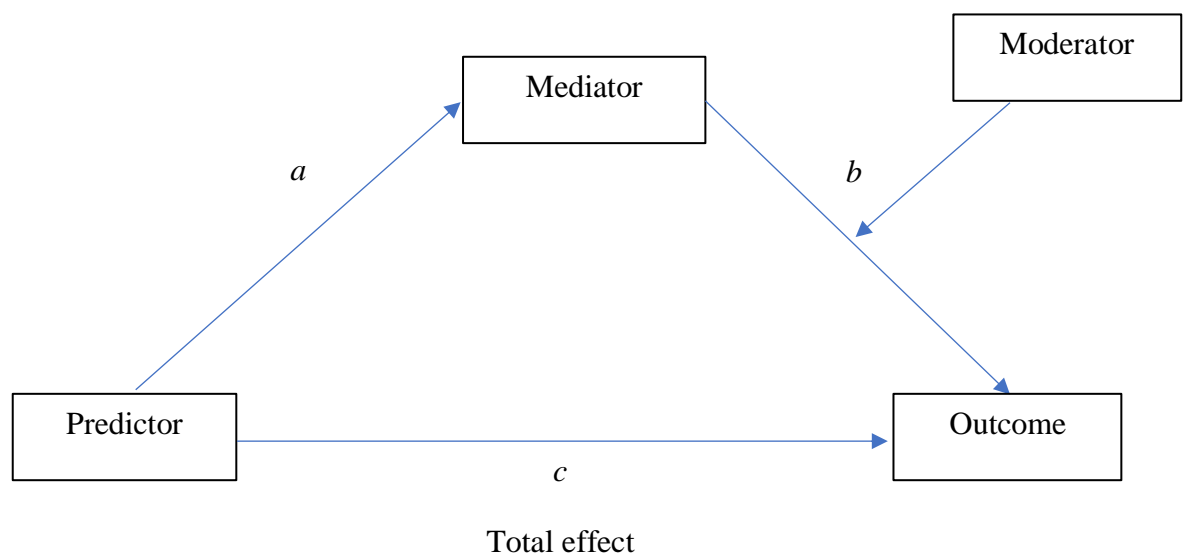 Moderator
Mediator
a
b
Predictor
Outcome
c
Total effect